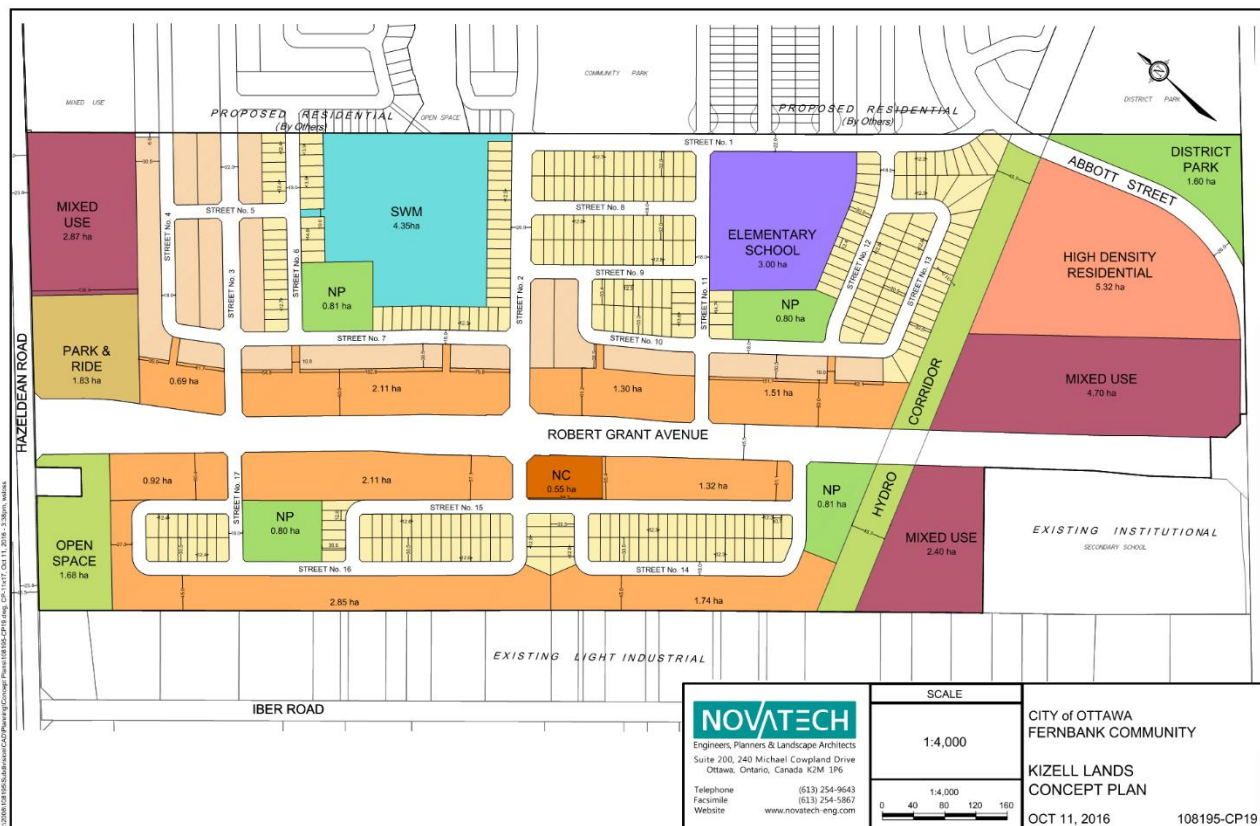 MIXED USE
COMMUNITY PARK
DISTRICT PARK
PROPOSED RESIDENTIAL
(By Others)
OPEN SPACE
PROPOSED RESIDENTIAL
(By Others)
STREET No. 1
ABBOTT STREET
DISTRICT
PARK
1.60 ha
MIXED
USE
2.87 ha
STREET No. 4
STREET No. 5
STREET No. 3
STREET No. 6
SWM
4.35ha
STREET No. 2
STREET No. 8
STREET No. 9
ELEMENTARY
SCHOOL
3.00 ha
STREET No. 12
STREET No. 13
STREET No. 11
HIGH DENSITY
RESIDENTIAL
5.32 ha
NP
0.81 ha
NP
0.80 ha
STREET No. 7
STREET No. 10
PARK &
RIDE
1.83 ha
0.69 ha
2.11 ha
1.30 ha
1.51 ha
MIXED USE
4.70 ha
HAZELDEAN ROAD
ROBERT GRANT AVENUE
HYDRO
CORRIDOR
0.92 ha
STREET No. 17
2.11 ha
NC
0.55 ha
1.32 ha
NP
0.81 ha
NP
0.80 ha
STREET No. 15
OPEN
SPACE
1.68 ha
STREET No. 16
STREET No. 14
MIXED USE
2.40 ha
EXISTING INSTITUTIONAL
SECONDARY SCHOOL
2.85 ha
1.74 ha
EXISTING LIGHT INDUSTRIAL
IBER ROAD
NOVATECH
Engineers, Planners & Landscape Architects
Suite 200, 240 Michael Cowpland Drive
Ottawa, Ontario, Canada K2M 1P6
Telephone (613) 254-9643
Facsimile (613) 254-5867
Website www.novatech-eng.com
SCALE
1:4,000
1:4,000
0 40 80 120 160
CITY of OTTAWA
FERNBANK COMMUNITY
KIZELL LANDS
CONCEPT PLAN
OCT 11, 2016 108195-CP19